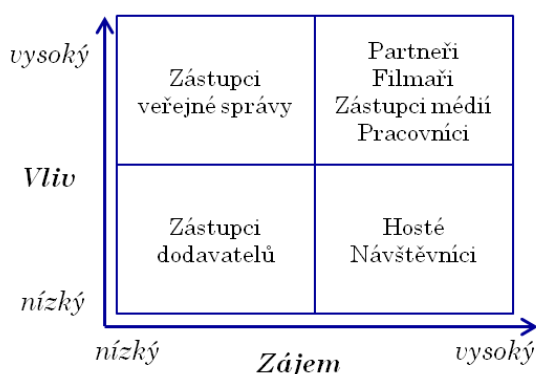 vysoký
Zástupci
veřejné správy
Partneři
Filmaři
Zástupci médií
Pracovníci
Vliv
Zástupci
dodavatelů
Hosté
Návštěvníci
nízký
nízký
Zájem
vysoký